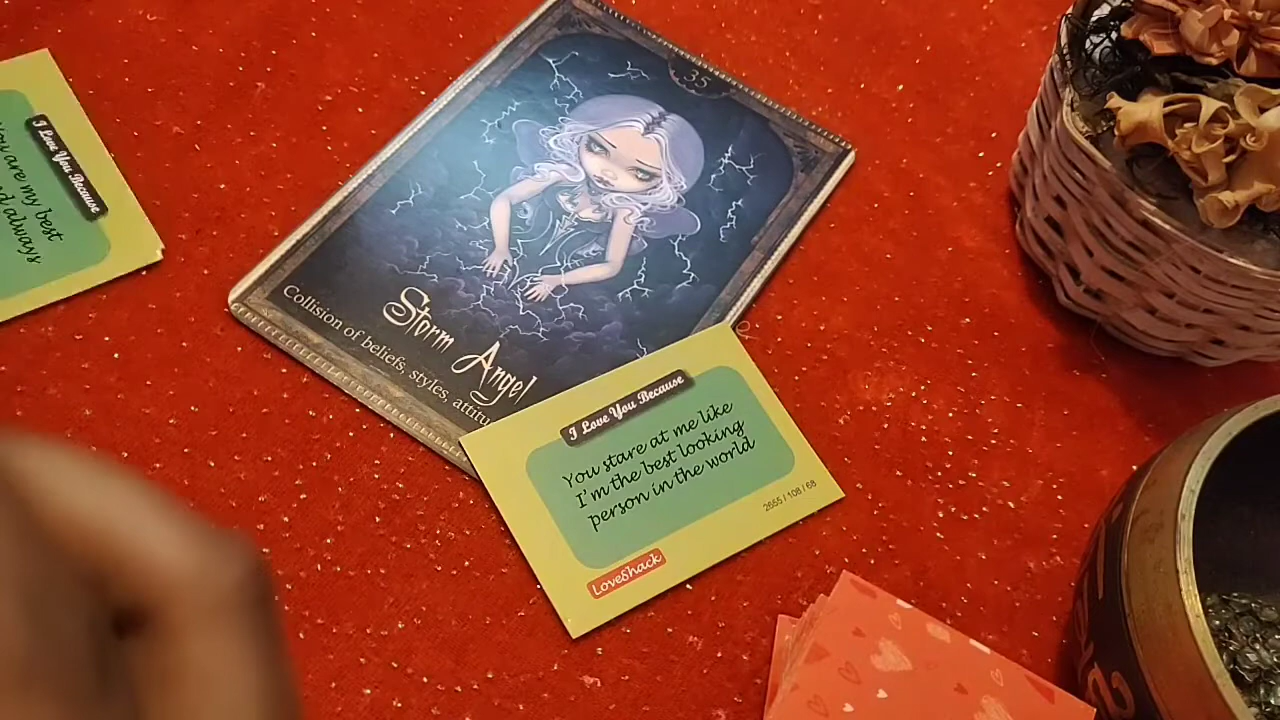 I Love You Because
You are my best
always
35
Storm Angel
Collision of beliefs, styles, attitu
I Love You Because
You stare at me like
I'm the best looking
person in the world
2655 / 108 / 68
LoveShack